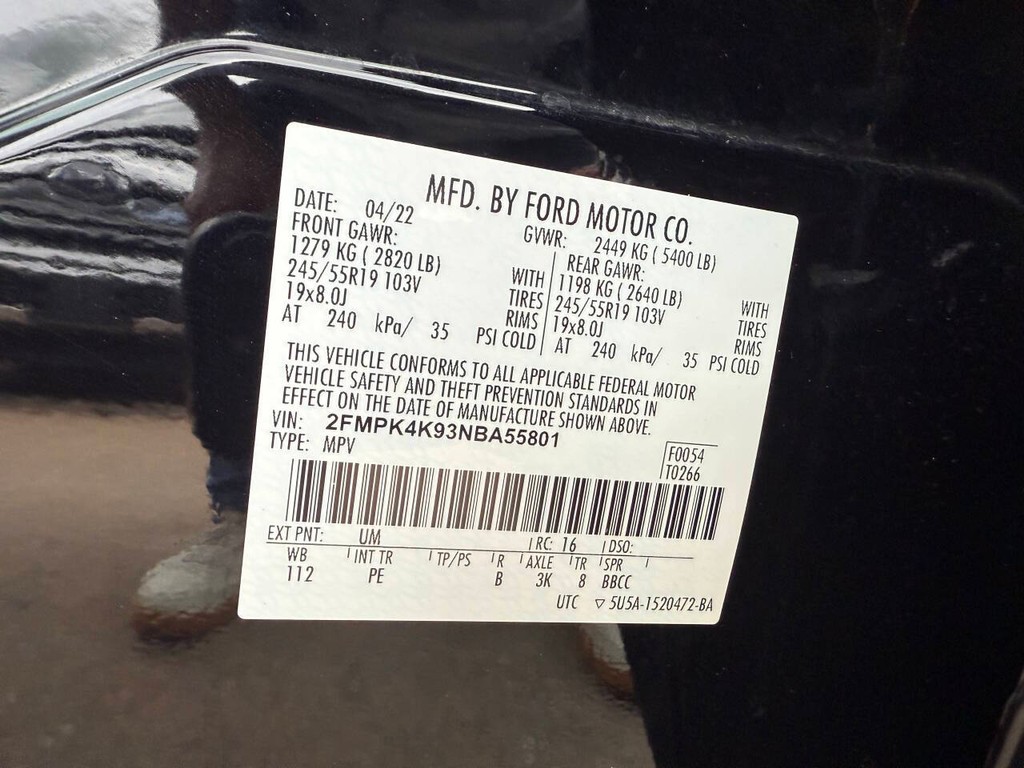 MFD. BY FORD MOTOR CO.
DATE: 04/22 GVWR: 2449 KG ( 5400 LB)
FRONT GAWR: REAR GAWR:
1279 KG ( 2820 LB) WITH 1198 KG ( 2640 LB) WITH
245/55R19 103V TIRES 245/55R19 103V TIRES
19x8.0J RIMS 19x8.0J RIMS
AT 240 kPa/ 35 PSI COLD AT 240 kPa/ 35 PSI COLD
THIS VEHICLE CONFORMS TO ALL APPLICABLE FEDERAL MOTOR
VEHICLE SAFETY AND THEFT PREVENTION STANDARDS IN
EFFECT ON THE DATE OF MANUFACTURE SHOWN ABOVE.
VIN: 2FMPK4K93NBA55801
TYPE: MPV
F0054
T0266
EXT PNT: UM RC: 16 DSO:
WB INT TR TP/PS R AXLE TR SPR
112 PE B 3K 8 BBCC
UTC ▽ 5U5A-1520472-BA